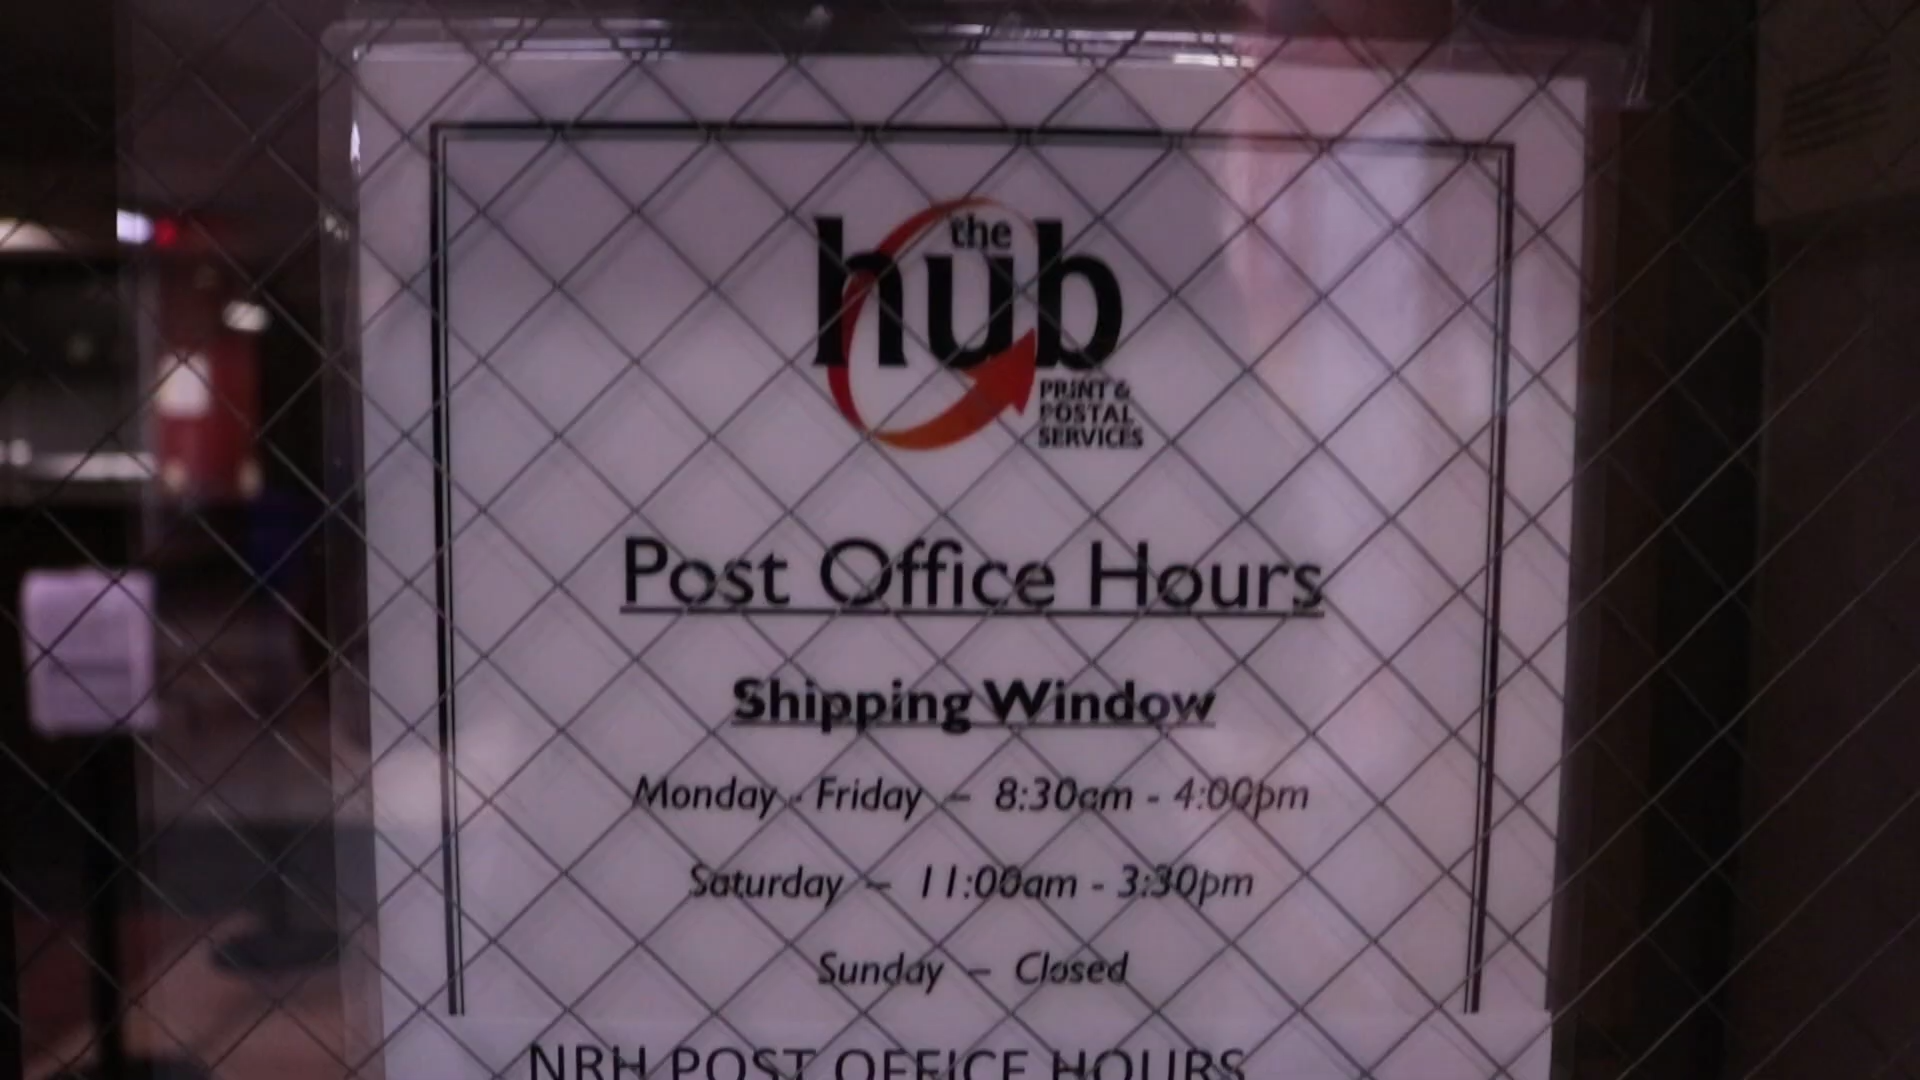 the
hub
PRINT &
POSTAL
SERVICES
Post Office Hours
Shipping Window
Monday - Friday – 8:30am - 4:00pm
Saturday – 11:00am - 3:30pm
Sunday – Closed
NRH POST OFFICE HOURS